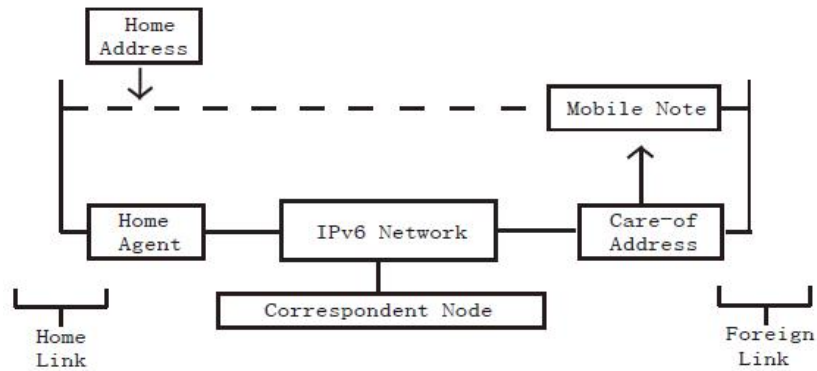 Home
Address
Mobile Note
Home
Agent
IPv6 Network
Care-of
Address
Correspondent Node
Home
Link
Foreign
Link